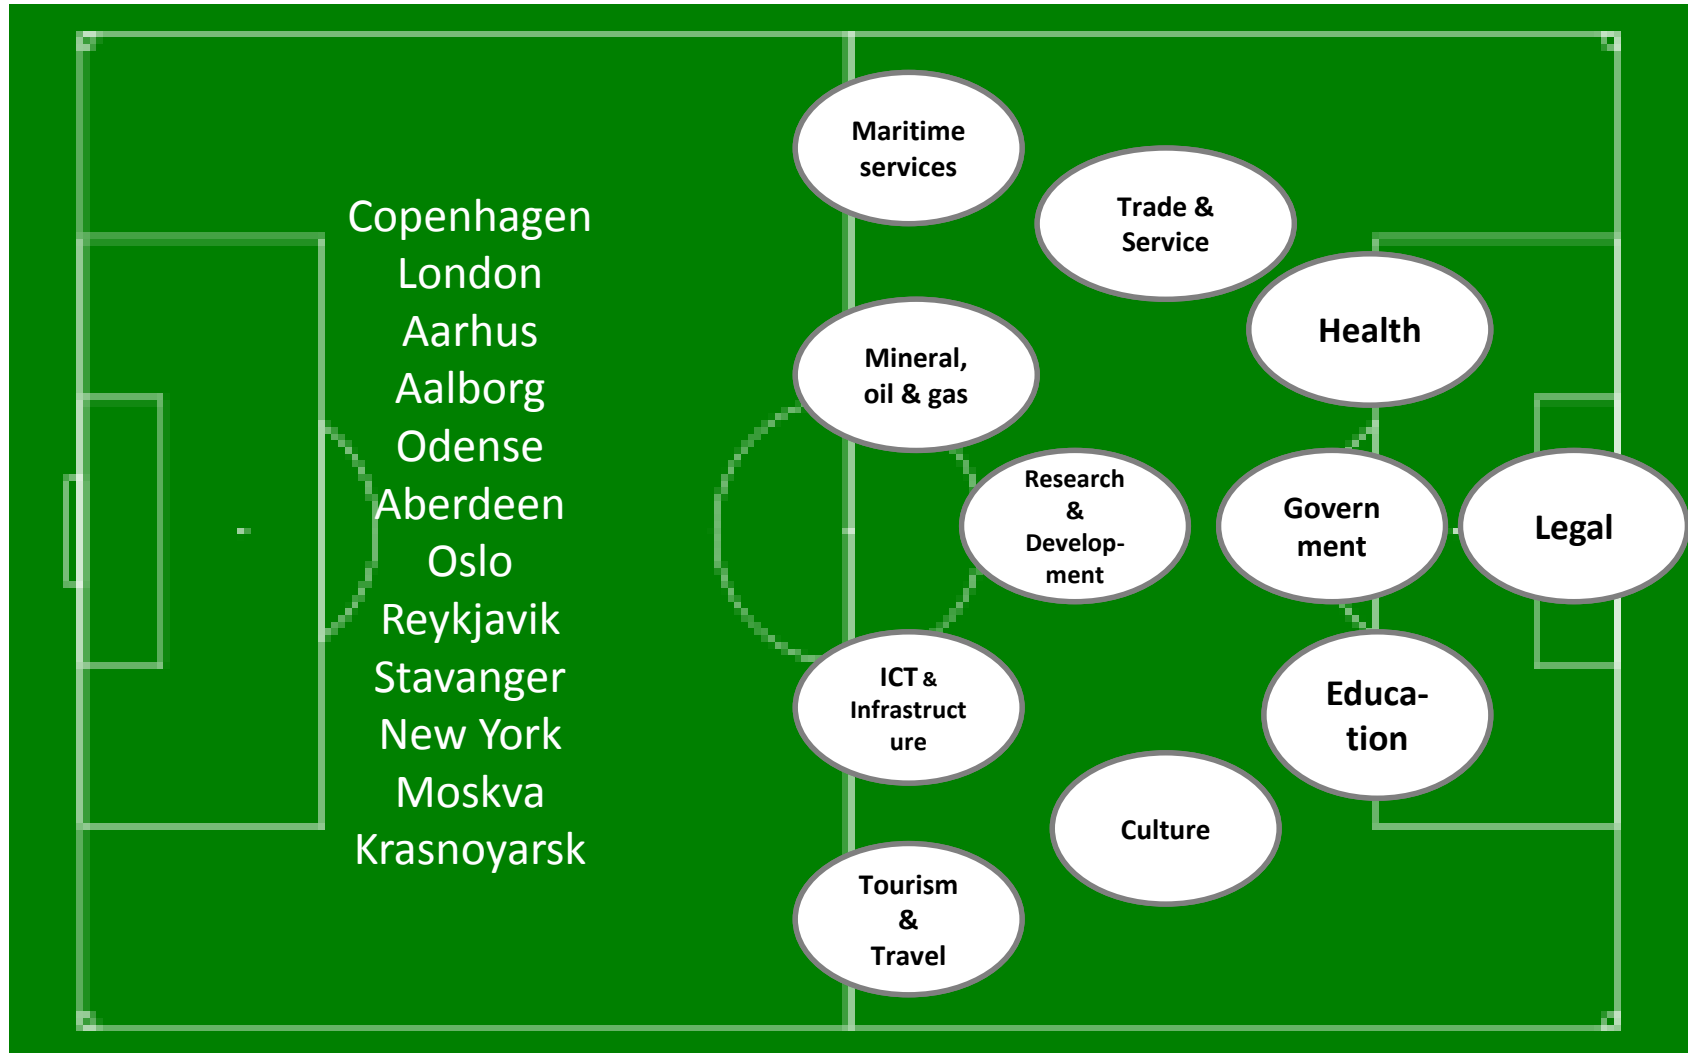 Copenhagen
London
Aarhus
Aalborg
Odense
Aberdeen
Oslo
Reykjavik
Stavanger
New York
Moskva
Krasnoyarsk
Maritime
services
Trade &
Service
Health
Mineral,
oil & gas
Research
&
Develop-
ment
Govern
ment
Legal
ICT &
Infrastruct
ure
Educa-
tion
Culture
Tourism
&
Travel